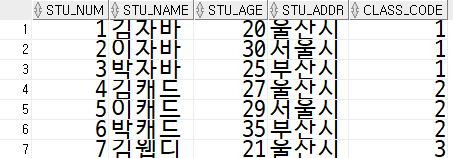 STU_NUM STU_NAME STU_AGE STU_ADDR CLASS_CODE
1 1 김자바 20 울산시 1
2 2 이자바 30 서울시 1
3 3 박자바 25 부산시 1
4 4 김캐드 27 울산시 2
5 5 이캐드 29 서울시 2
6 6 박캐드 35 부산시 2
7 7 김웹디 21 울산시 3